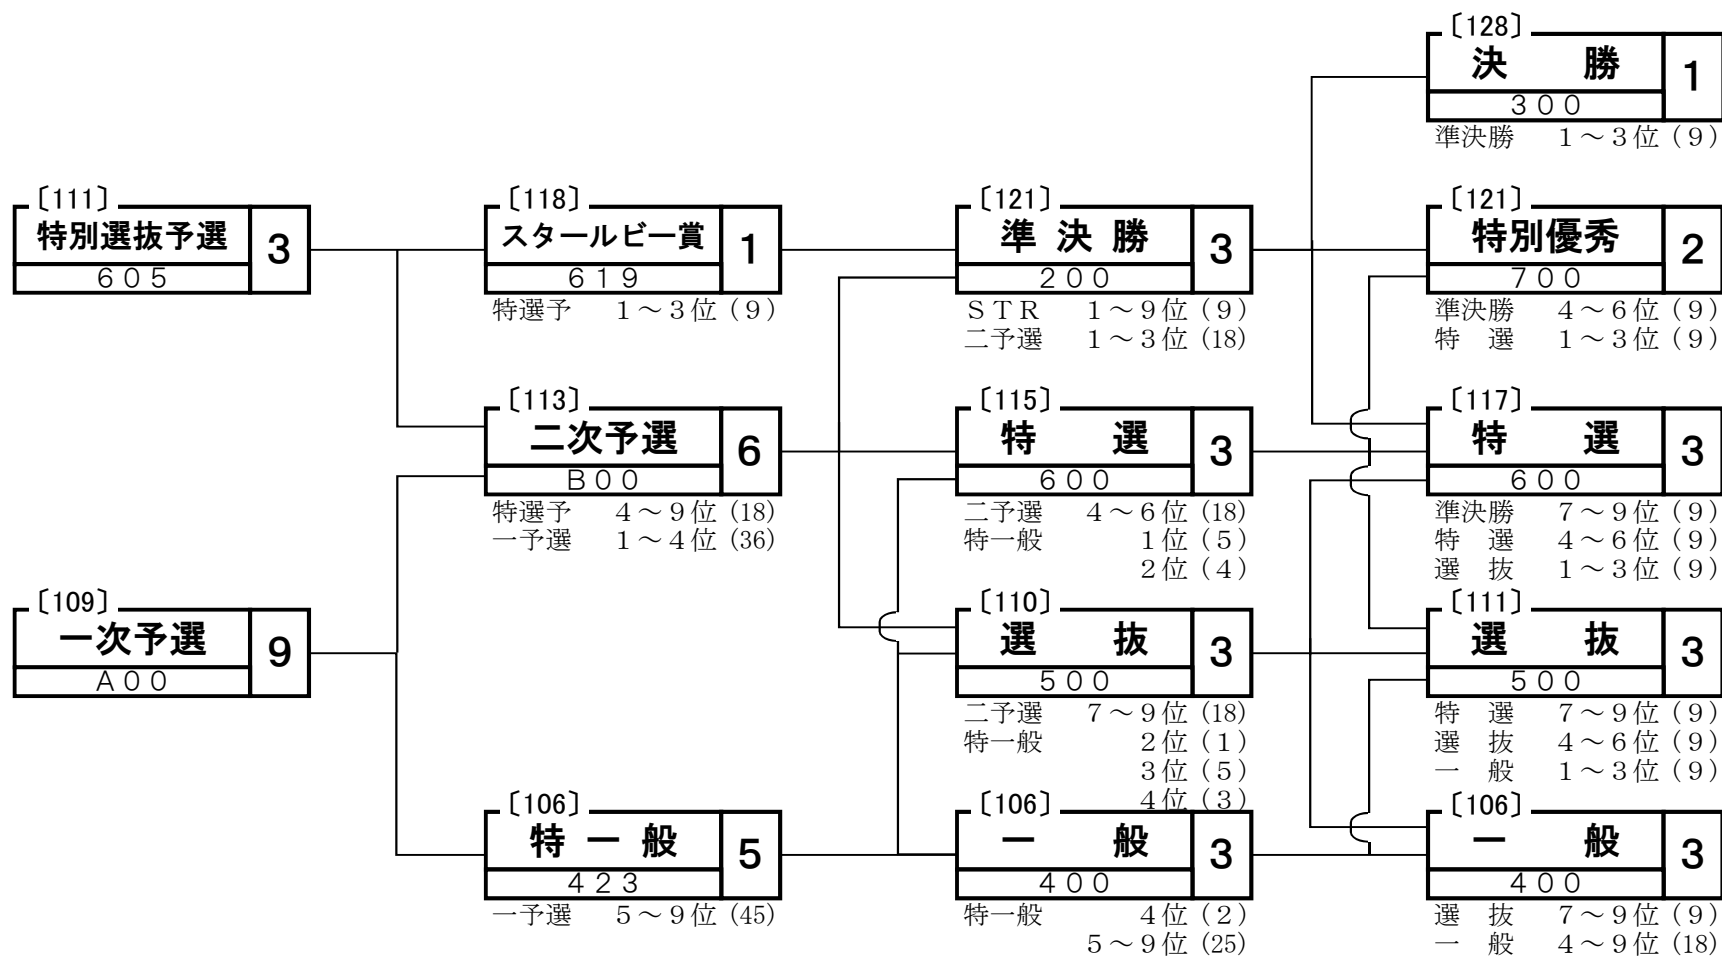 〔111〕
特別選抜予選 3
６０５
〔109〕
一次予選 9
Ａ００
〔118〕
スタールビー賞 1
６１９
特選予 １～３位（９）
〔113〕
二次予選 6
Ｂ００
特選予 ４～９位（18）
一予選 １～４位（36）
〔106〕
特一般 5
４２３
一予選 ５～９位（45）
〔121〕
準決勝 3
２００
ＳＴＲ １～９位（９）
二予選 １～３位（18）
〔115〕
特選 3
６００
二予選 ４～６位（18）
特一般 １位（５）
２位（４）
〔110〕
選抜 3
５００
二予選 ７～９位（18）
特一般 ２位（１）
３位（５）
４位（３）
〔106〕
一般 3
４００
特一般 ４位（２）
５～９位（25）
〔128〕
決勝 1
３００
準決勝 １～３位（９）
〔121〕
特別優秀 2
７００
準決勝 ４～６位（９）
特選 １～３位（９）
〔117〕
特選 3
６００
準決勝 ７～９位（９）
特選 ４～６位（９）
選抜 １～３位（９）
〔111〕
選抜 3
５００
特選 ７～９位（９）
選抜 ４～６位（９）
一般 １～３位（９）
〔106〕
一般 3
４００
選抜 ７～９位（９）
一般 ４～９位（18）